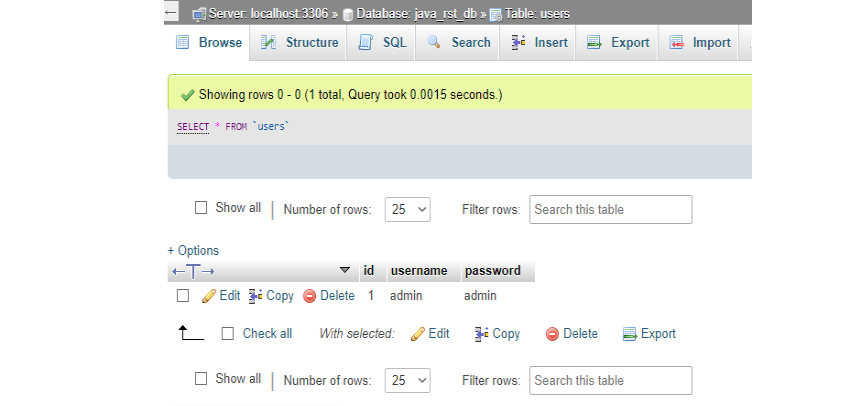 Server: localhost:3306 » Database: java_rst_db » Table: users
Browse Structure SQL Search Insert Export Import
Showing rows 0 - 0 (1 total, Query took 0.0015 seconds.)
SELECT * FROM `users`
Show all Number of rows: 25 Filter rows: Search this table
+ Options
id username password
Edit Copy Delete 1 admin admin
Check all With selected: Edit Copy Delete Export
Show all Number of rows: 25 Filter rows: Search this table